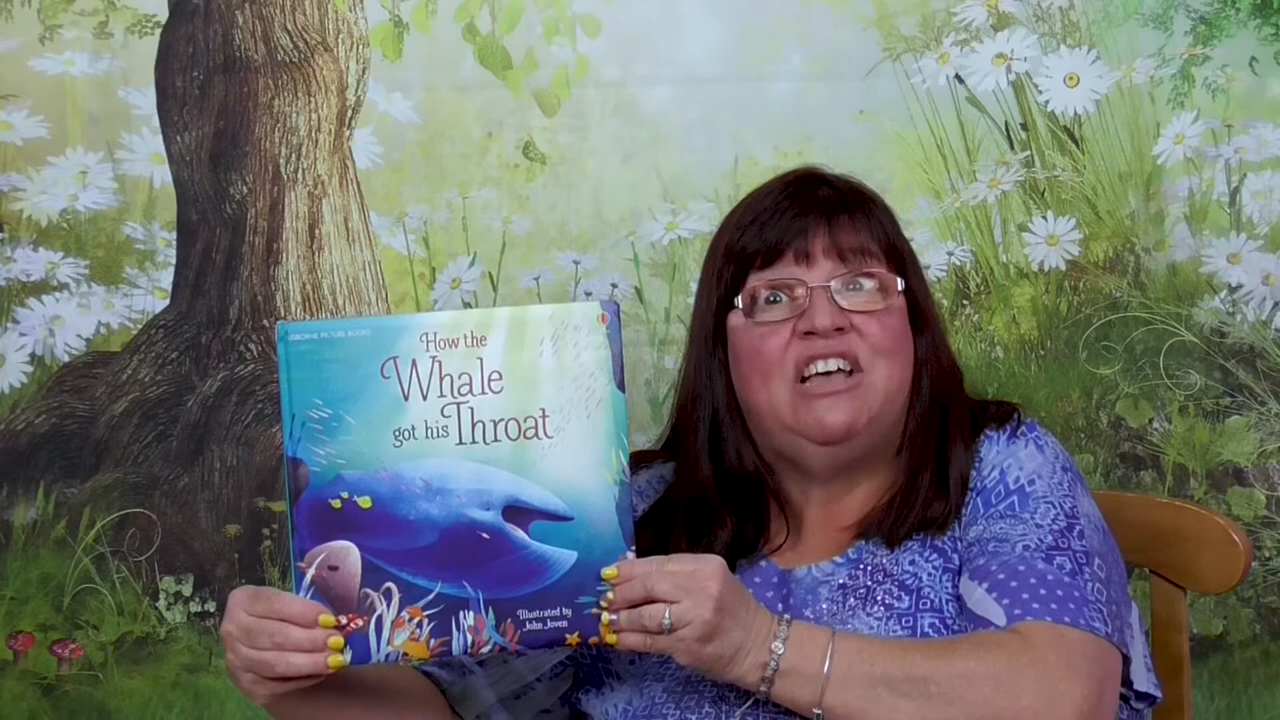 USBORNE PICTURE BOOKS
How the
Whale
got his Throat
Illustrated by
John Joven